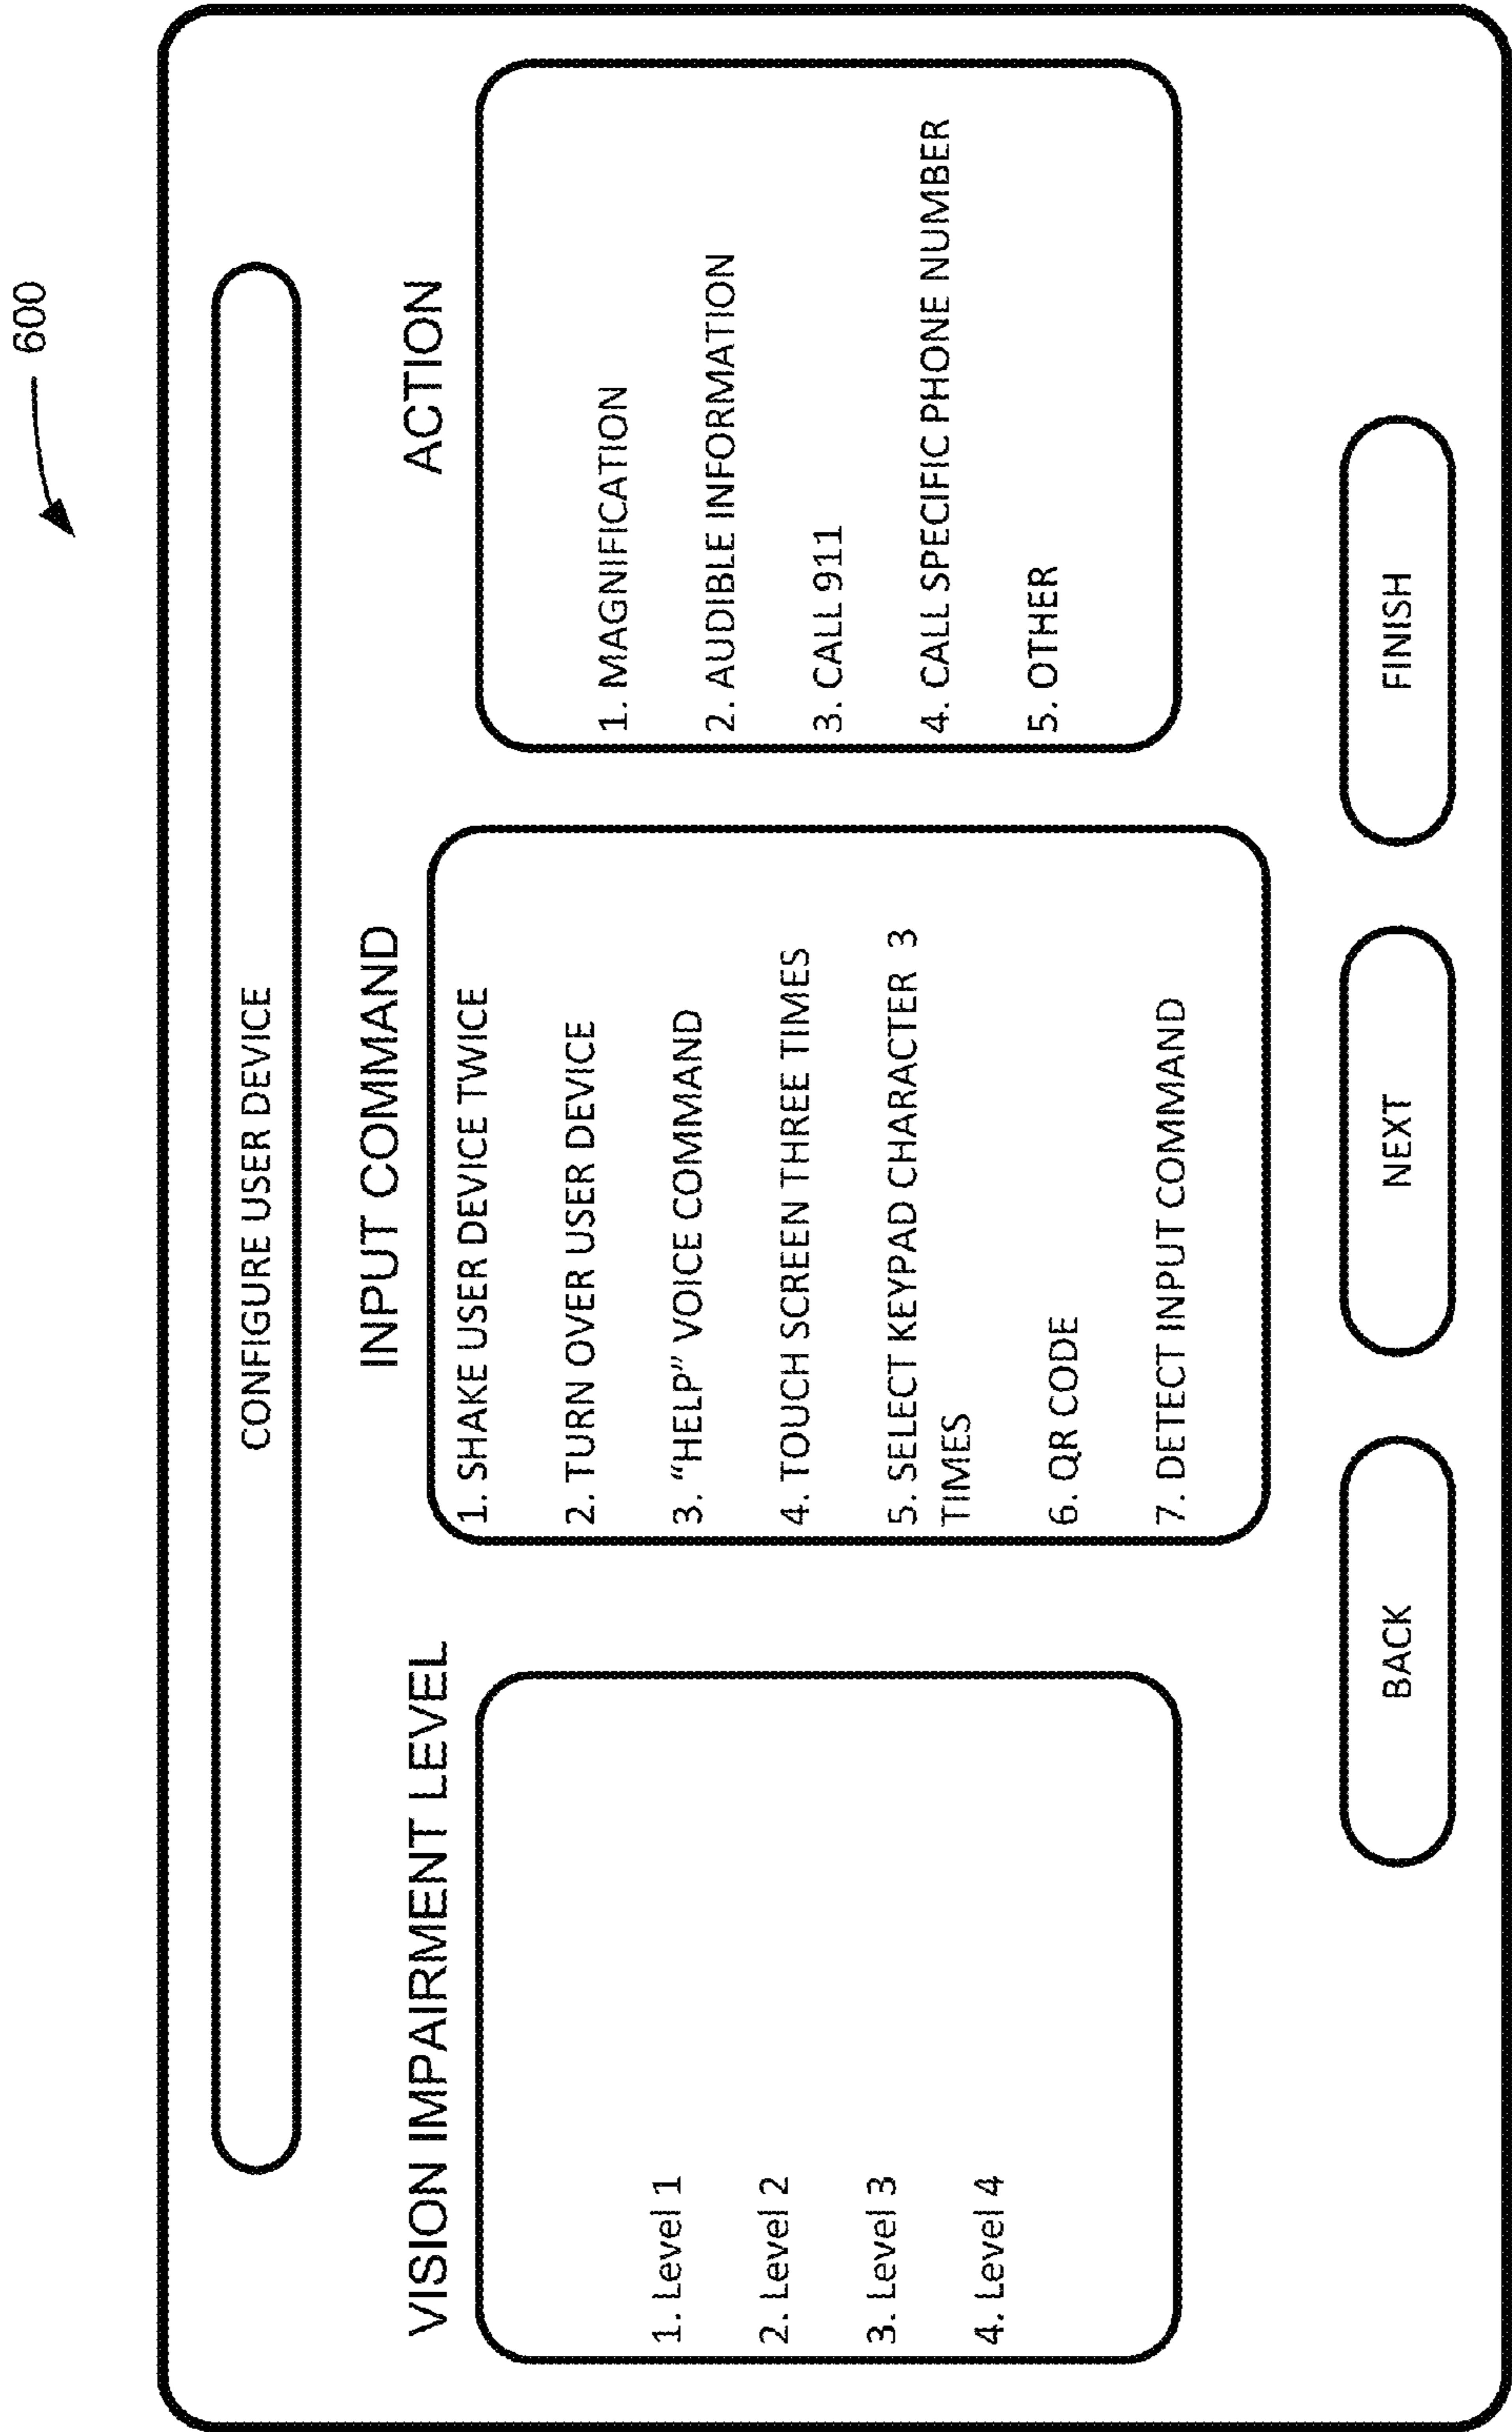 600
CONFIGURE USER DEVICE
VISION IMPAIRMENT LEVEL
1. Level 1
2. Level 2
3. Level 3
4. Level 4
INPUT COMMAND
1. SHAKE USER DEVICE TWICE
2. TURN OVER USER DEVICE
3. “HELP” VOICE COMMAND
4. TOUCH SCREEN THREE TIMES
5. SELECT KEYPAD CHARACTER 3
TIMES
6. QR CODE
7. DETECT INPUT COMMAND
ACTION
1. MAGNIFICATION
2. AUDIBLE INFORMATION
3. CALL 911
4. CALL SPECIFIC PHONE NUMBER
5. OTHER
BACK
NEXT
FINISH